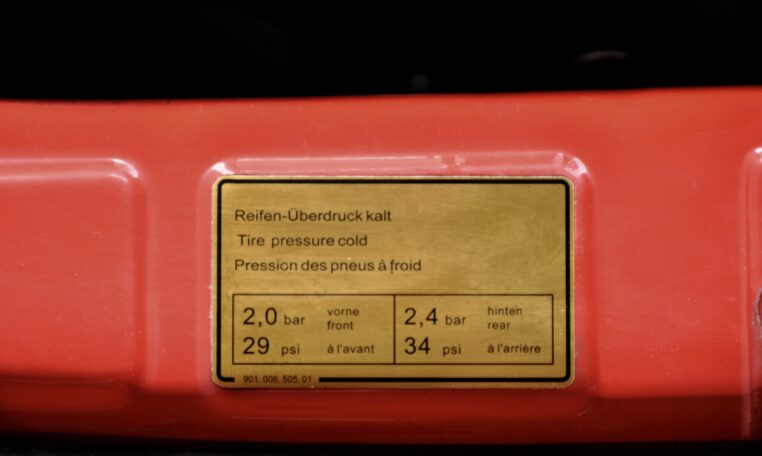 Reifen-Überdruck kalt
Tire pressure cold
Pression des pneus à froid
2,0 bar vorne front
29 psi à l'avant
2,4 bar hinten rear
34 psi à l'arrière
901.006.505.01